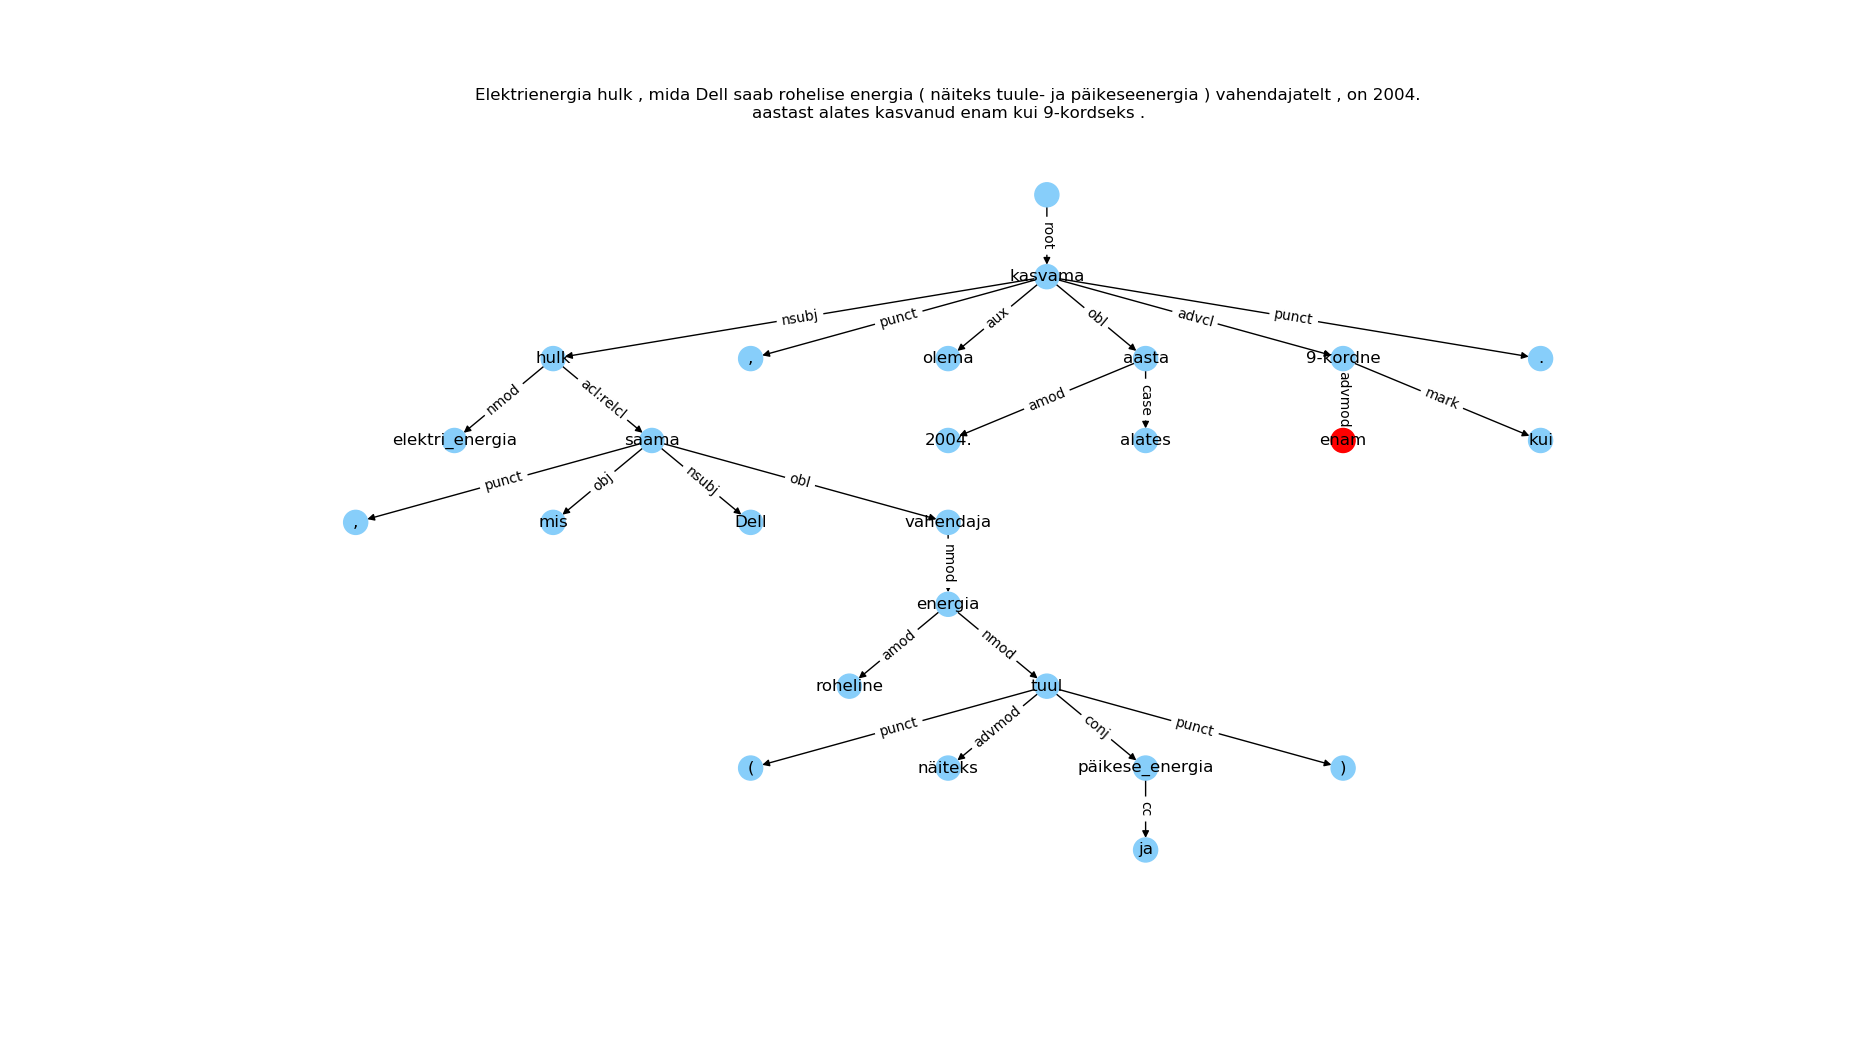 Elektrienergia hulk , mida Dell saab rohelise energia ( näiteks tuule- ja päikeseenergia ) vahendajatelt , on 2004.
aastast alates kasvanud enam kui 9-kordseks .
root
kasvama
nsubj punct aux obl advcl punct
hulk , olema aasta 9-kordne .
nmod acl:relcl amod case advmod mark
elektri_energia saama 2004. alates enam kui
punct obj nsubj obl
, mis Dell vahendaja
nmod
energia
amod nmod
roheline tuul
punct advmod conj punct
( näiteks päikese_energia )
cc
ja